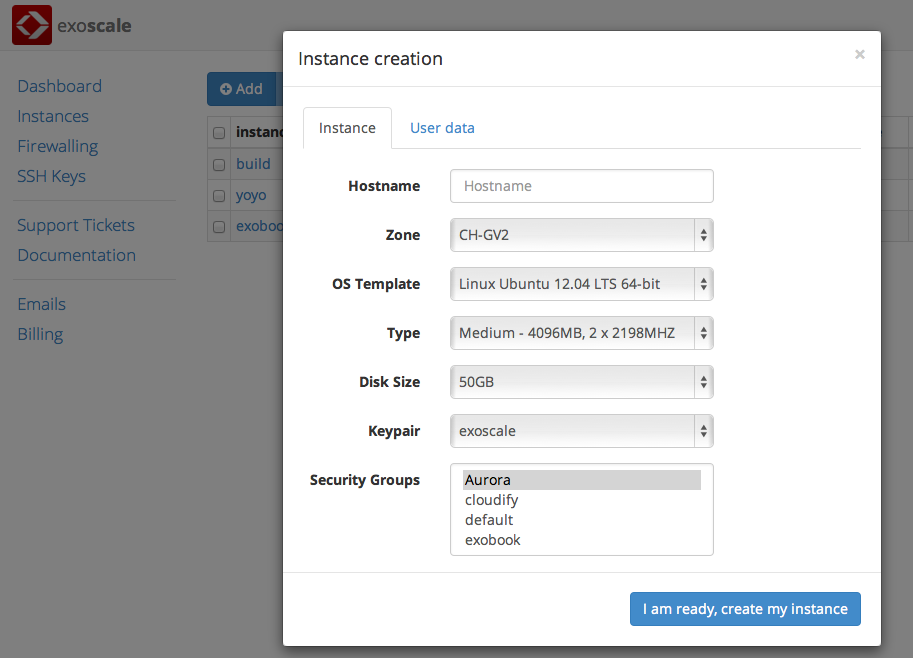 exoscale
Dashboard
Instances
Firewalling
SSH Keys
Support Tickets
Documentation
Emails
Billing
Add
instanc
build
yoyo
exoboo
Instance creation
×
Instance
User data
Hostname
Hostname
Zone
CH-GV2
OS Template
Linux Ubuntu 12.04 LTS 64-bit
Type
Medium - 4096MB, 2 x 2198MHZ
Disk Size
50GB
Keypair
exoscale
Security Groups
Aurora
cloudify
default
exobook
I am ready, create my instance